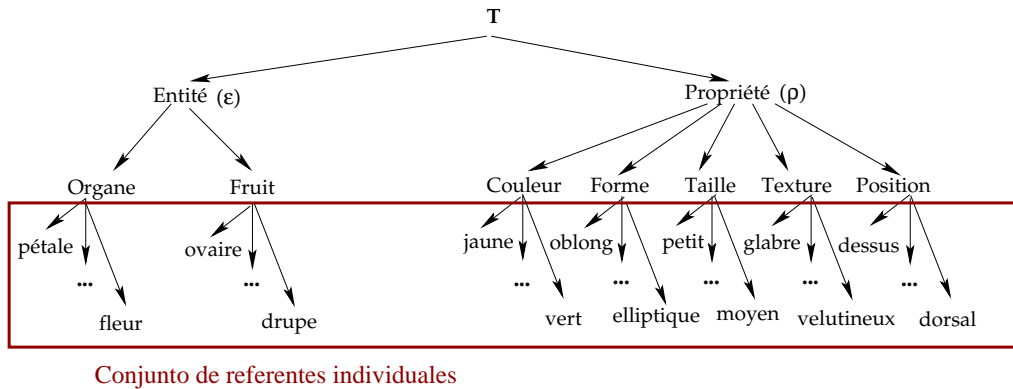 T
Entité (ε) Propriété (ρ)
Organe Fruit Couleur Forme Taille Texture Position
pétale ovaire jaune oblong petit glabre dessus
... ... ... ... ... ... ...
fleur drupe vert elliptique moyen velutineux dorsal
Conjunto de referentes individuales